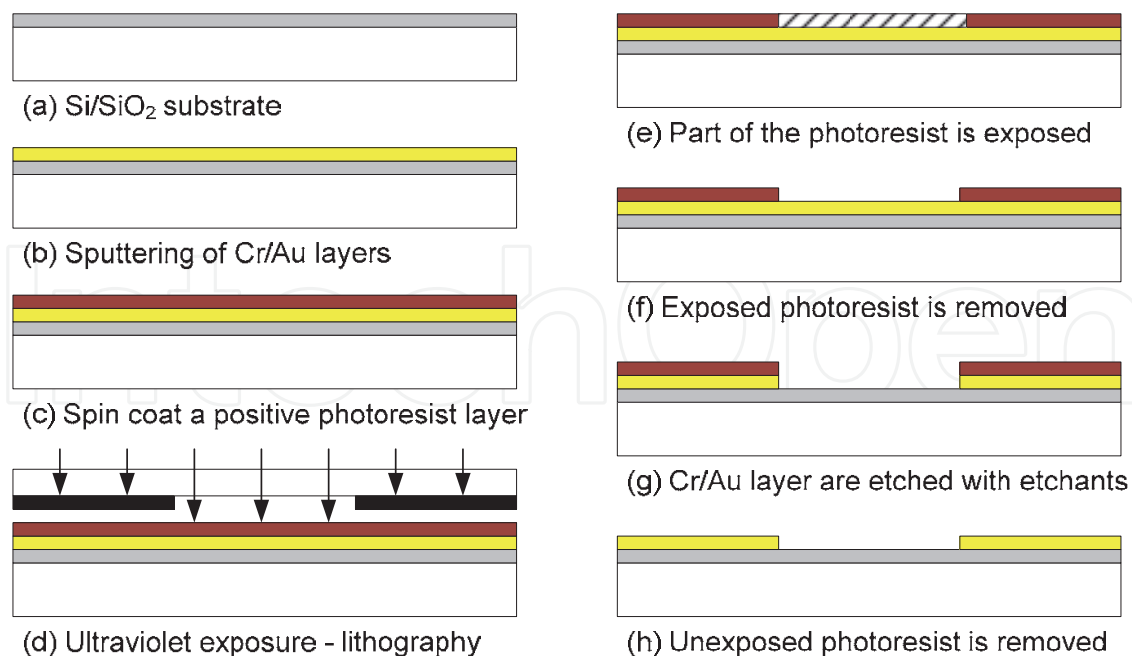 (a) Si/SiO₂ substrate
(b) Sputtering of Cr/Au layers
(c) Spin coat a positive photoresist layer
(d) Ultraviolet exposure - lithography
(e) Part of the photoresist is exposed
(f) Exposed photoresist is removed
(g) Cr/Au layer are etched with etchants
(h) Unexposed photoresist is removed
IntechOpen